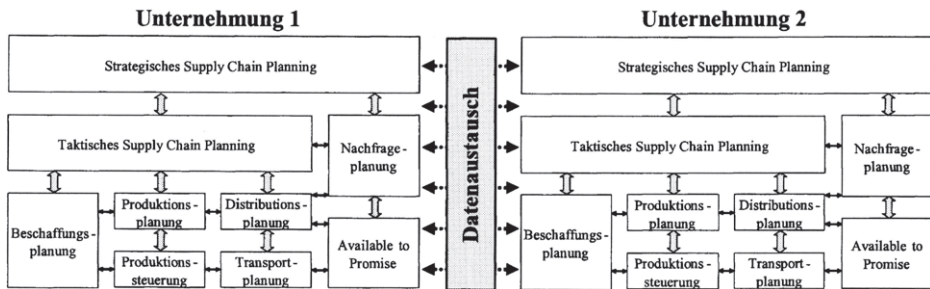 Unternehmung 1
Strategisches Supply Chain Planning
Taktisches Supply Chain Planning
Nachfrage-
planung
Beschaffungs-
planung
Produktions-
planung
Distributions-
planung
Produktions-
steuerung
Transport-
planung
Available to
Promise
Datenaustausch
Unternehmung 2
Strategisches Supply Chain Planning
Taktisches Supply Chain Planning
Nachfrage-
planung
Beschaffungs-
planung
Produktions-
planung
Distributions-
planung
Produktions-
steuerung
Transport-
planung
Available to
Promise